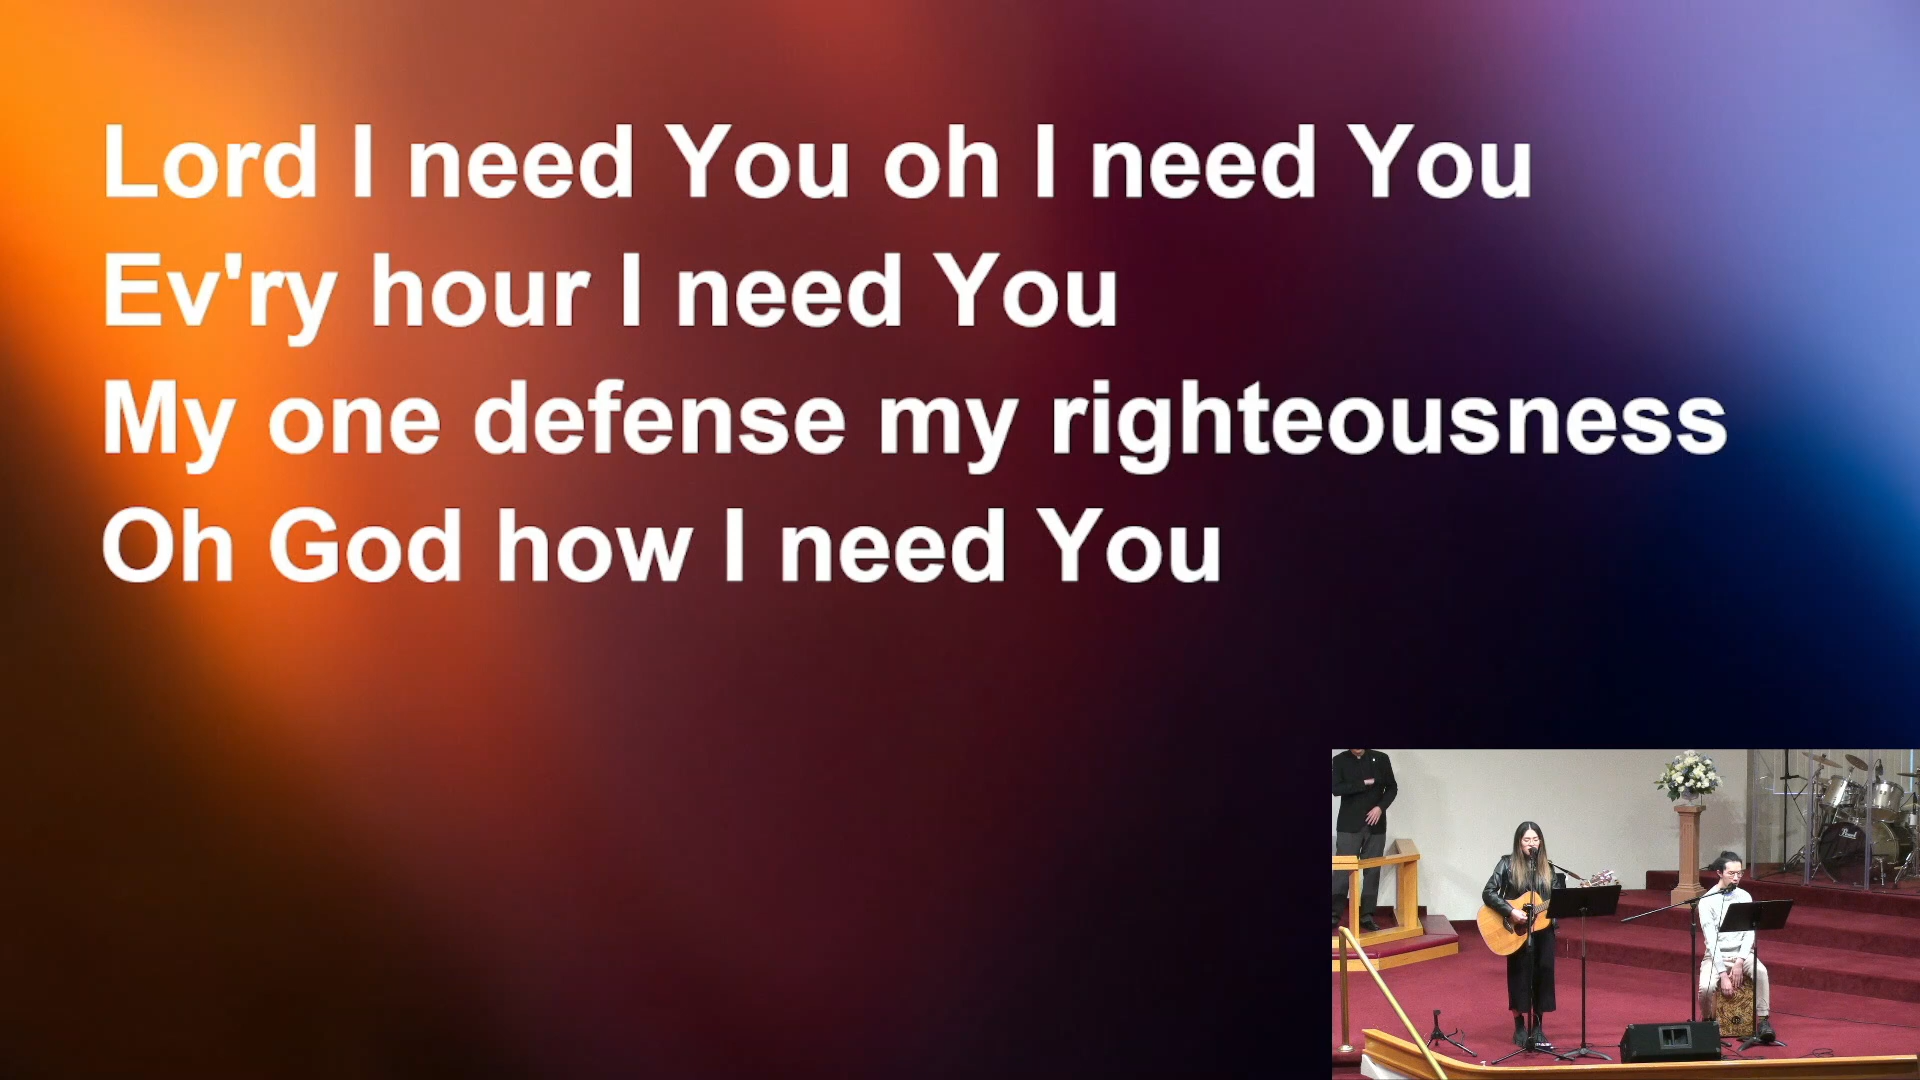 Lord I need You oh I need You
Ev'ry hour I need You
My one defense my righteousness
Oh God how I need You
Pearl